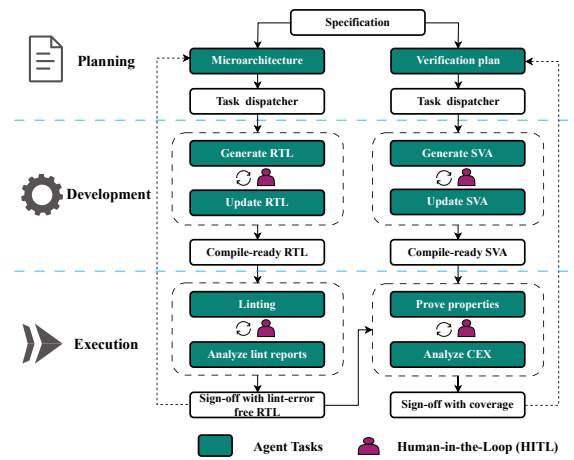 Specification
Planning
Microarchitecture
Verification plan
Task dispatcher
Task dispatcher
Development
Generate RTL
Generate SVA
Update RTL
Update SVA
Compile-ready RTL
Compile-ready SVA
Execution
Linting
Prove properties
Analyze lint reports
Analyze CEX
Sign-off with lint-error
free RTL
Sign-off with coverage
Agent Tasks
Human-in-the-Loop (HITL)